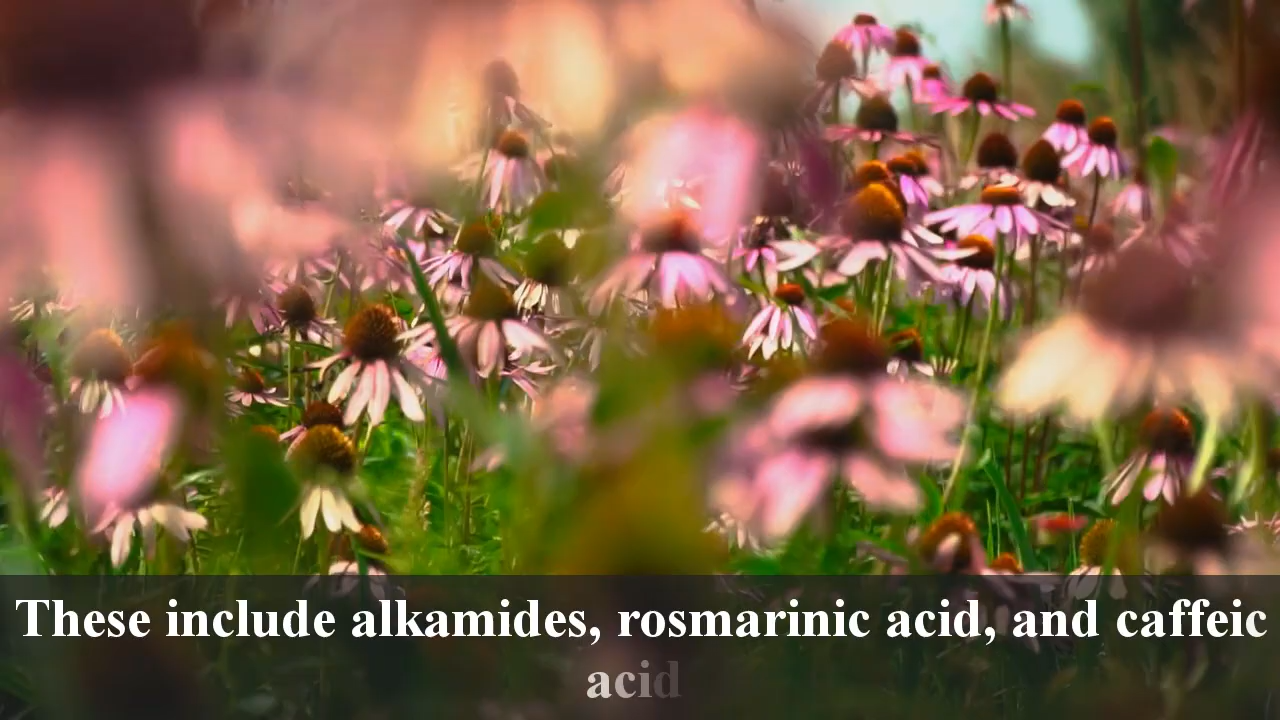 These include alkamides, rosmarinic acid, and caffeic
acid